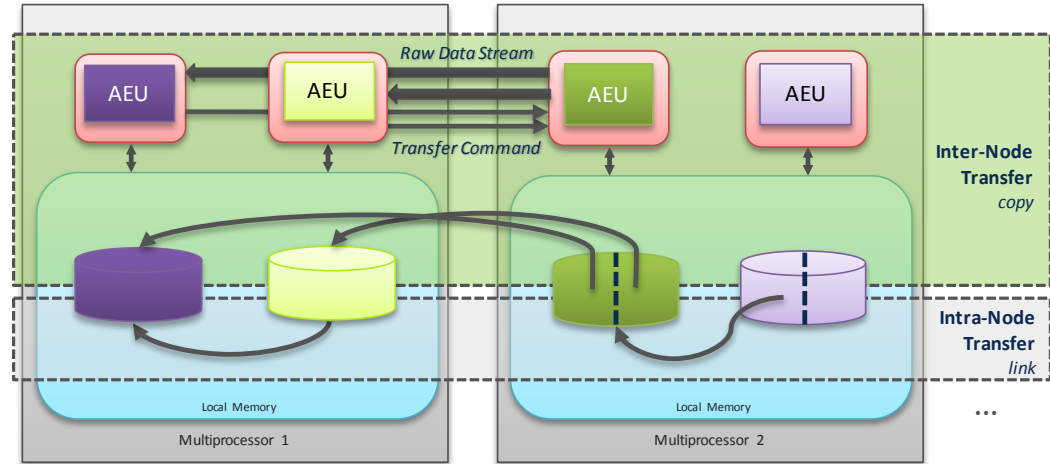 Raw Data Stream
AEU
AEU
AEU
AEU
Transfer Command
Inter-Node
Transfer
copy
Intra-Node
Transfer
link
Local Memory
Local Memory
...
Multiprocessor 1
Multiprocessor 2